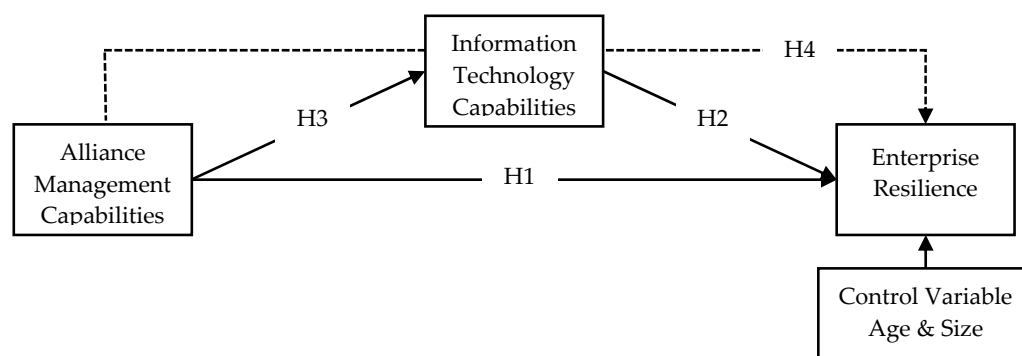 Information
Technology
Capabilities
H4
H3
H2
Alliance
Management
Capabilities
H1
Enterprise
Resilience
Control Variable
Age & Size